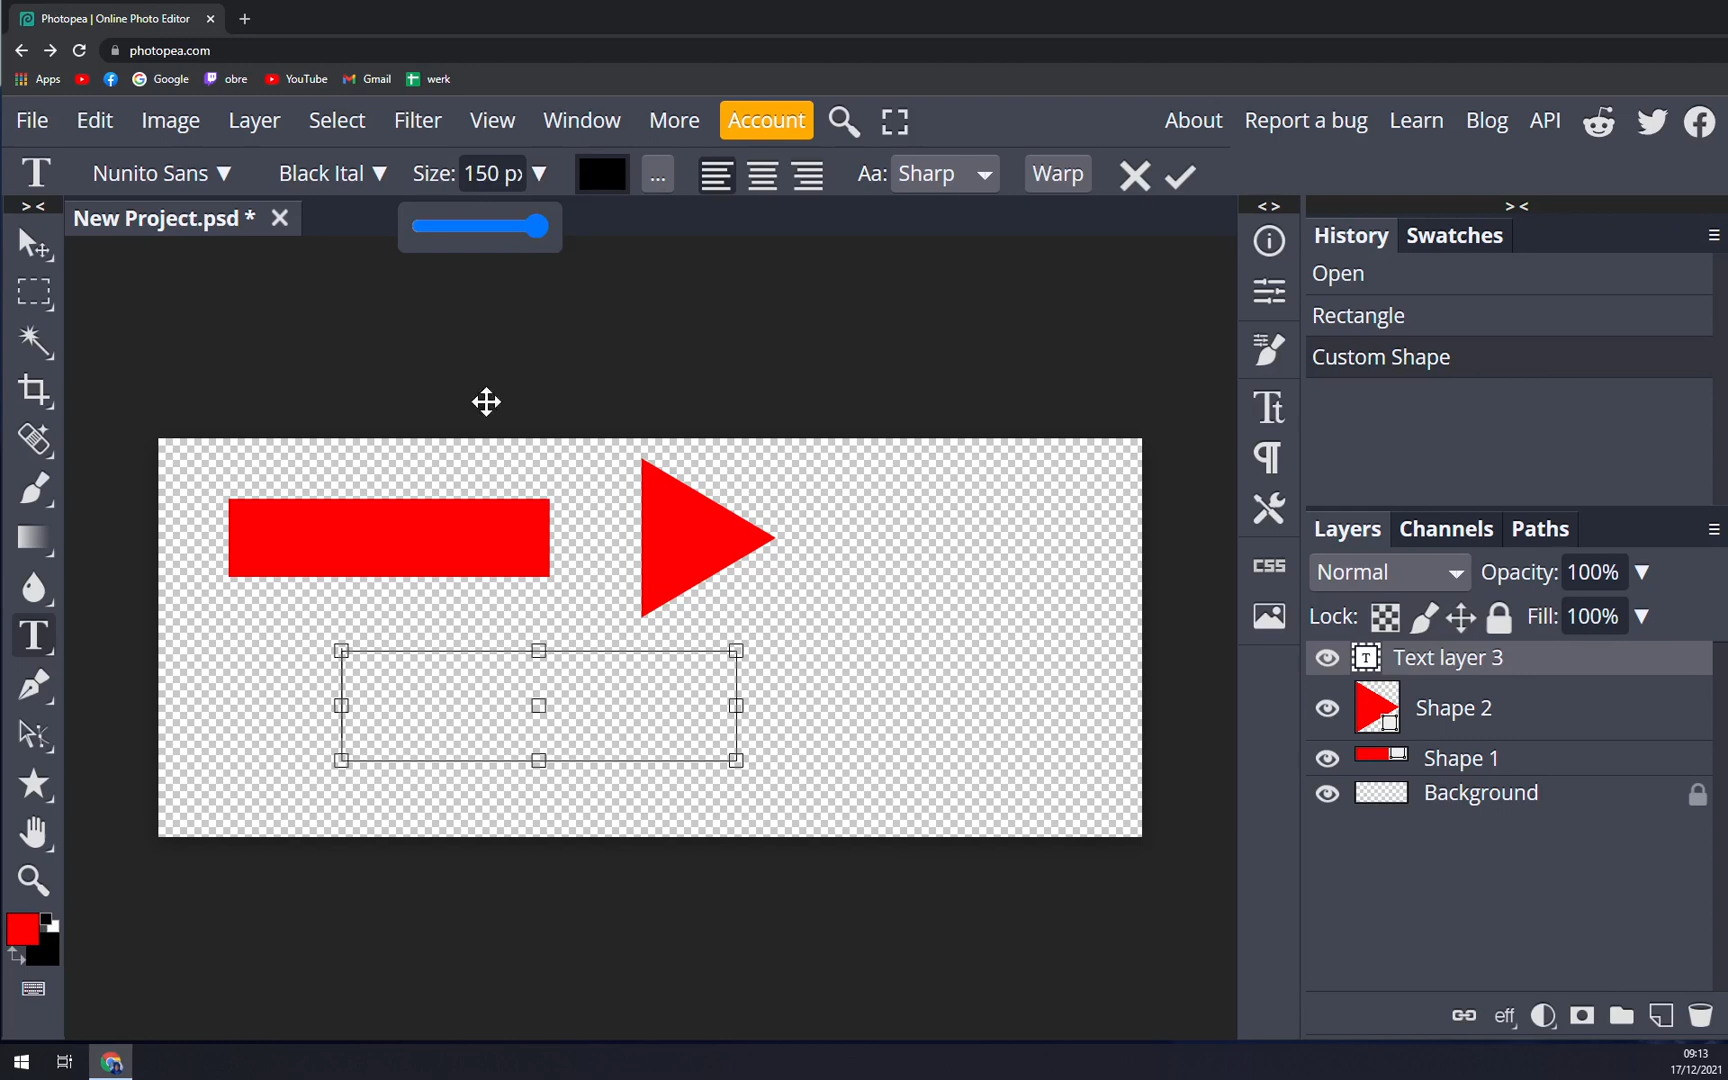 Photopea | Online Photo Editor
photopea.com
Apps Google obre YouTube Gmail werk
File Edit Image Layer Select Filter View Window More Account About Report a bug Learn Blog API
T Nunito Sans ▼ Black Ital ▼ Size: 150 px ▼ ... Aa: Sharp Warp
> < < > > <
New Project.psd *
History Swatches
Open
Rectangle
Custom Shape
Tt
CSS
Layers Channels Paths
Normal Opacity: 100% ▼
Lock: Fill: 100% ▼
T Text layer 3
Shape 2
Shape 1
Background
eff
09:13
17/12/2021